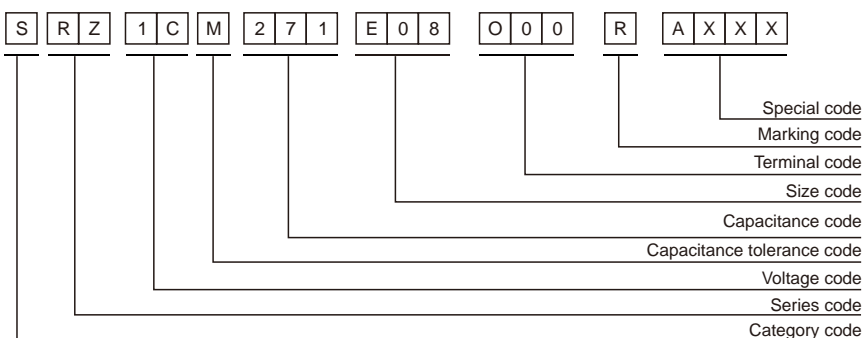 S R Z 1 C M 2 7 1 E 0 8 O 0 0 R A X X X
Special code
Marking code
Terminal code
Size code
Capacitance code
Capacitance tolerance code
Voltage code
Series code
Category code